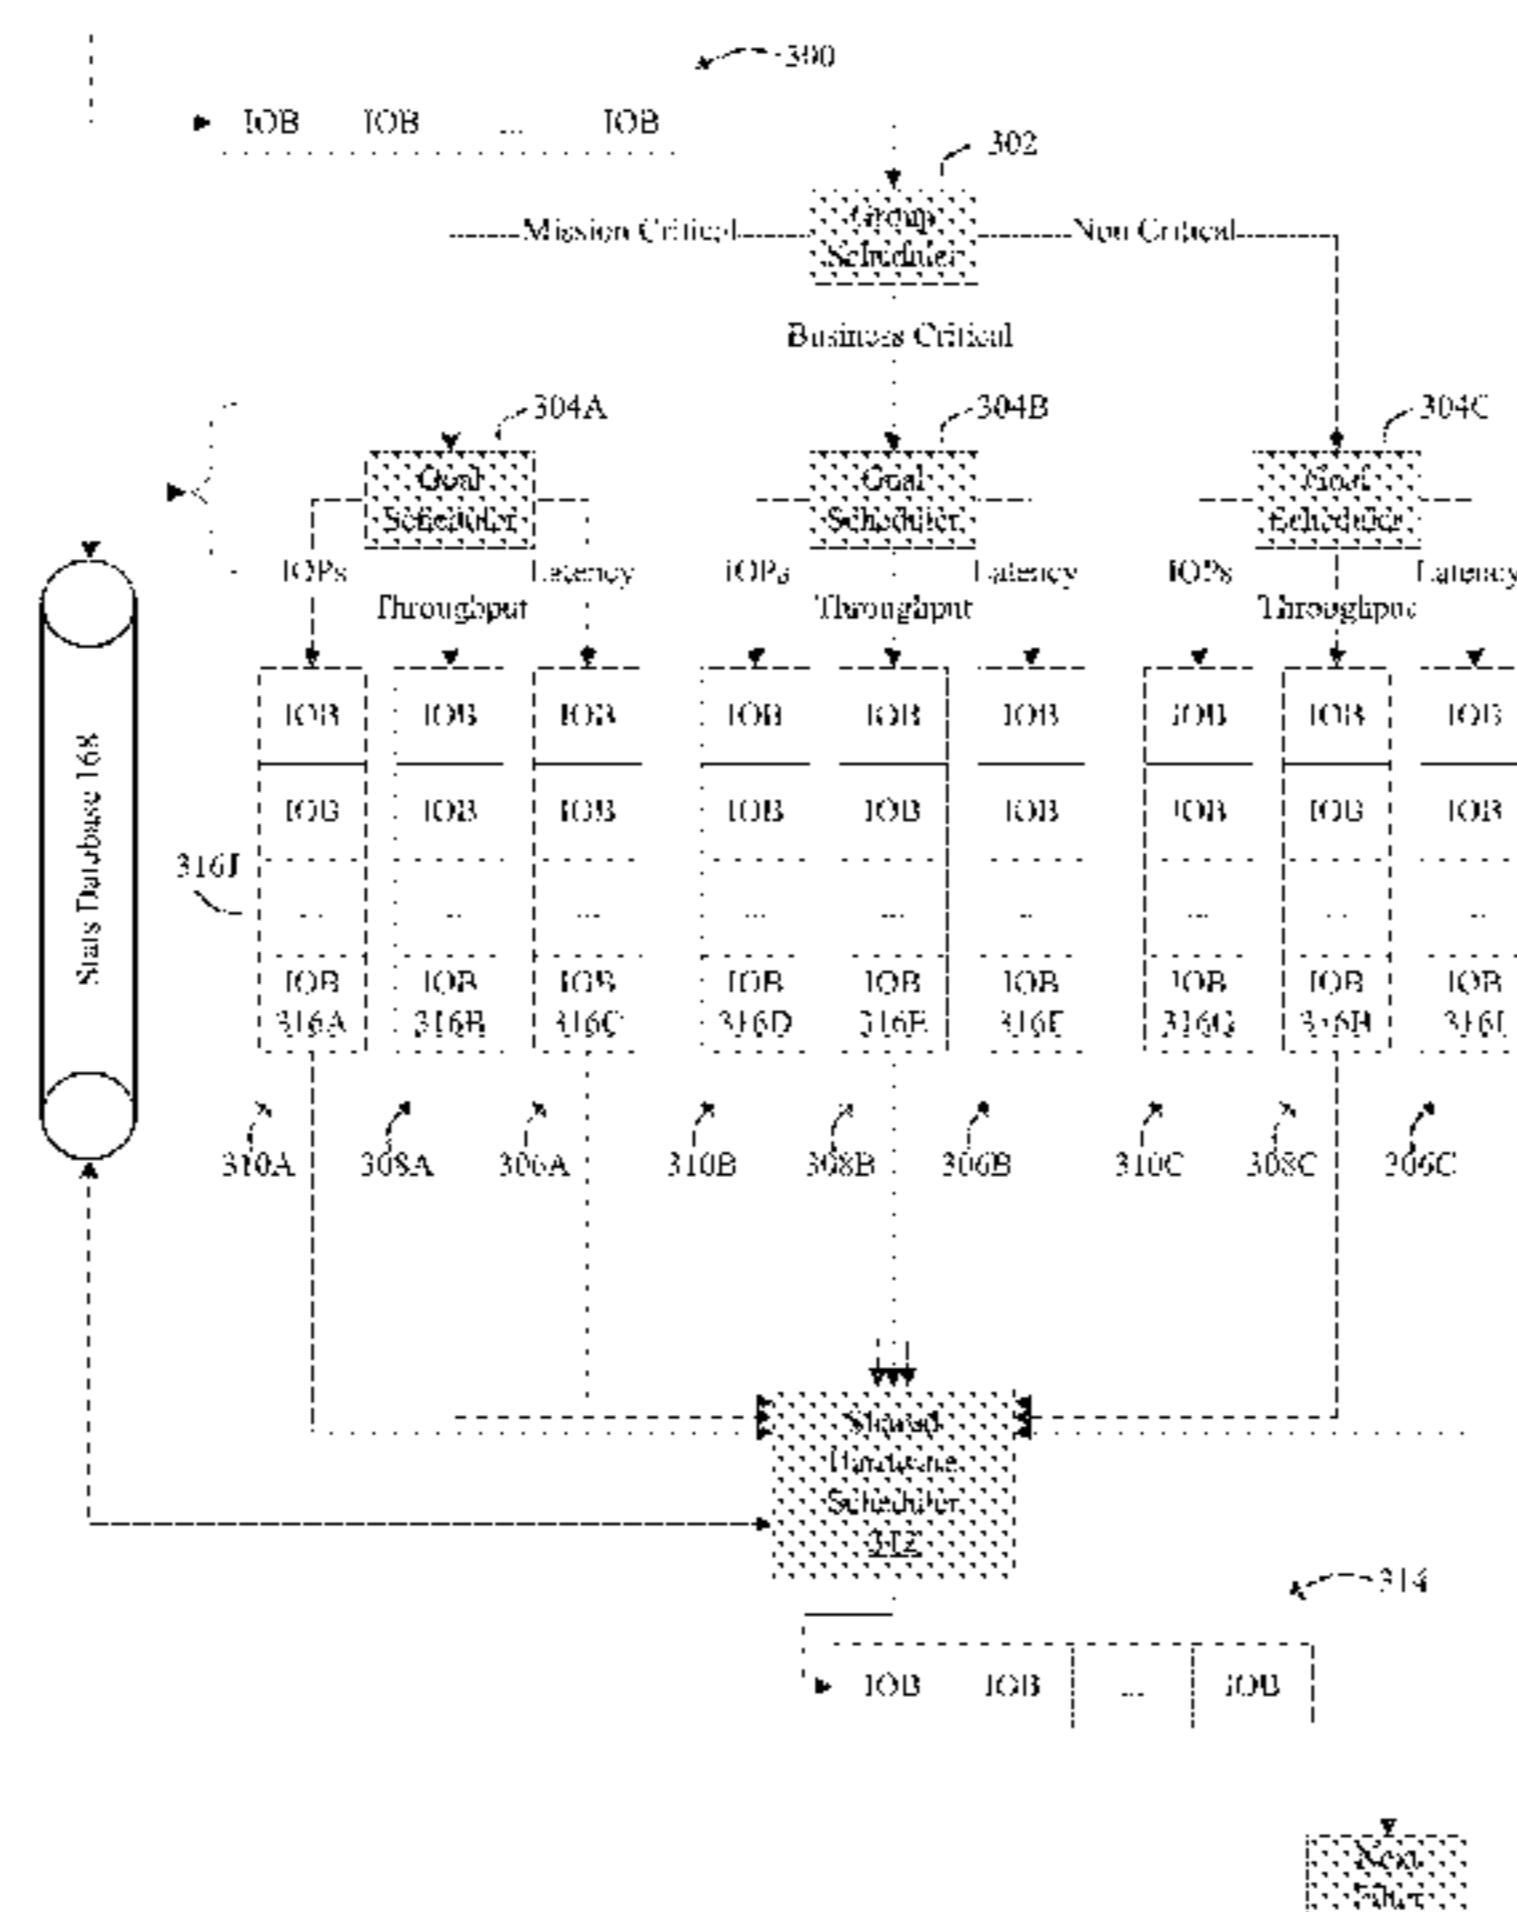 300
IOB IOB ... IOB
302
Group
Scheduler
Mission Critical
Non Critical
Business Critical
304A
304B
304C
Goal
Scheduler
Goal
Scheduler
Goal
Scheduler
IOPs
Latency
IOPs
Latency
IOPs
Latency
Throughput
Throughput
Throughput
IOB IOB IOB IOB IOB IOB IOB IOB IOB
IOB IOB IOB IOB IOB IOB IOB IOB IOB
316J
... ... ... ... ... ... ... ... ...
IOB IOB IOB IOB IOB IOB IOB IOB IOB
316A 316B 316C 316D 316E 316F 316G 316H 316I
Stats Database 168
310A 308A 306A 310B 308B 306B 310C 308C 306C
Shared
Hardware
Scheduler
312
314
IOB IOB ... IOB
Next